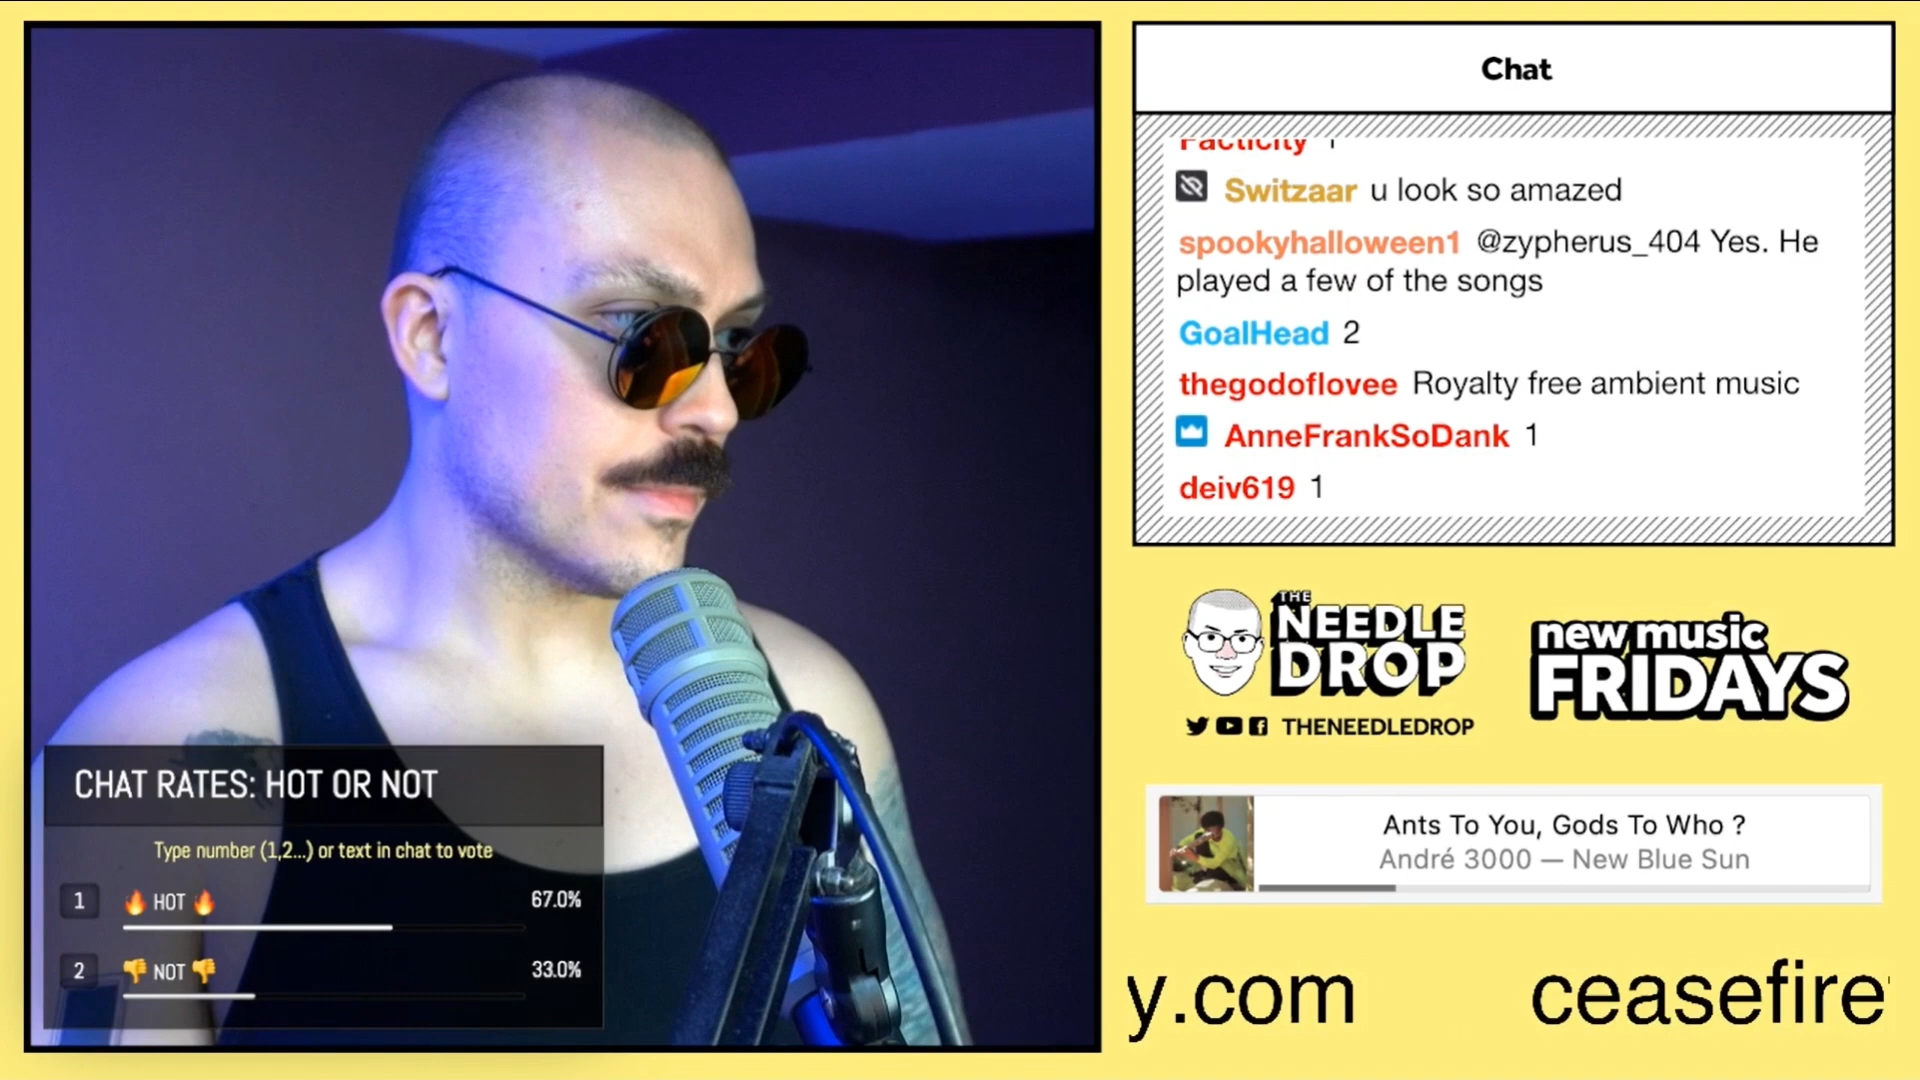 Chat
Facticity 1
Switzaar u look so amazed
spookyhalloween1 @zypherus_404 Yes. He
played a few of the songs
GoalHead 2
thegodoflovee Royalty free ambient music
AnneFrankSoDank 1
deiv619 1
THE
NEEDLE
DROP
THENEEDLEDROP
new music
FRIDAYS
Ants To You, Gods To Who ?
André 3000 — New Blue Sun
y.com ceasefire
CHAT RATES: HOT OR NOT
Type number (1,2...) or text in chat to vote
1 🔥 HOT 🔥 67.0%
2 👎 NOT 👎 33.0%